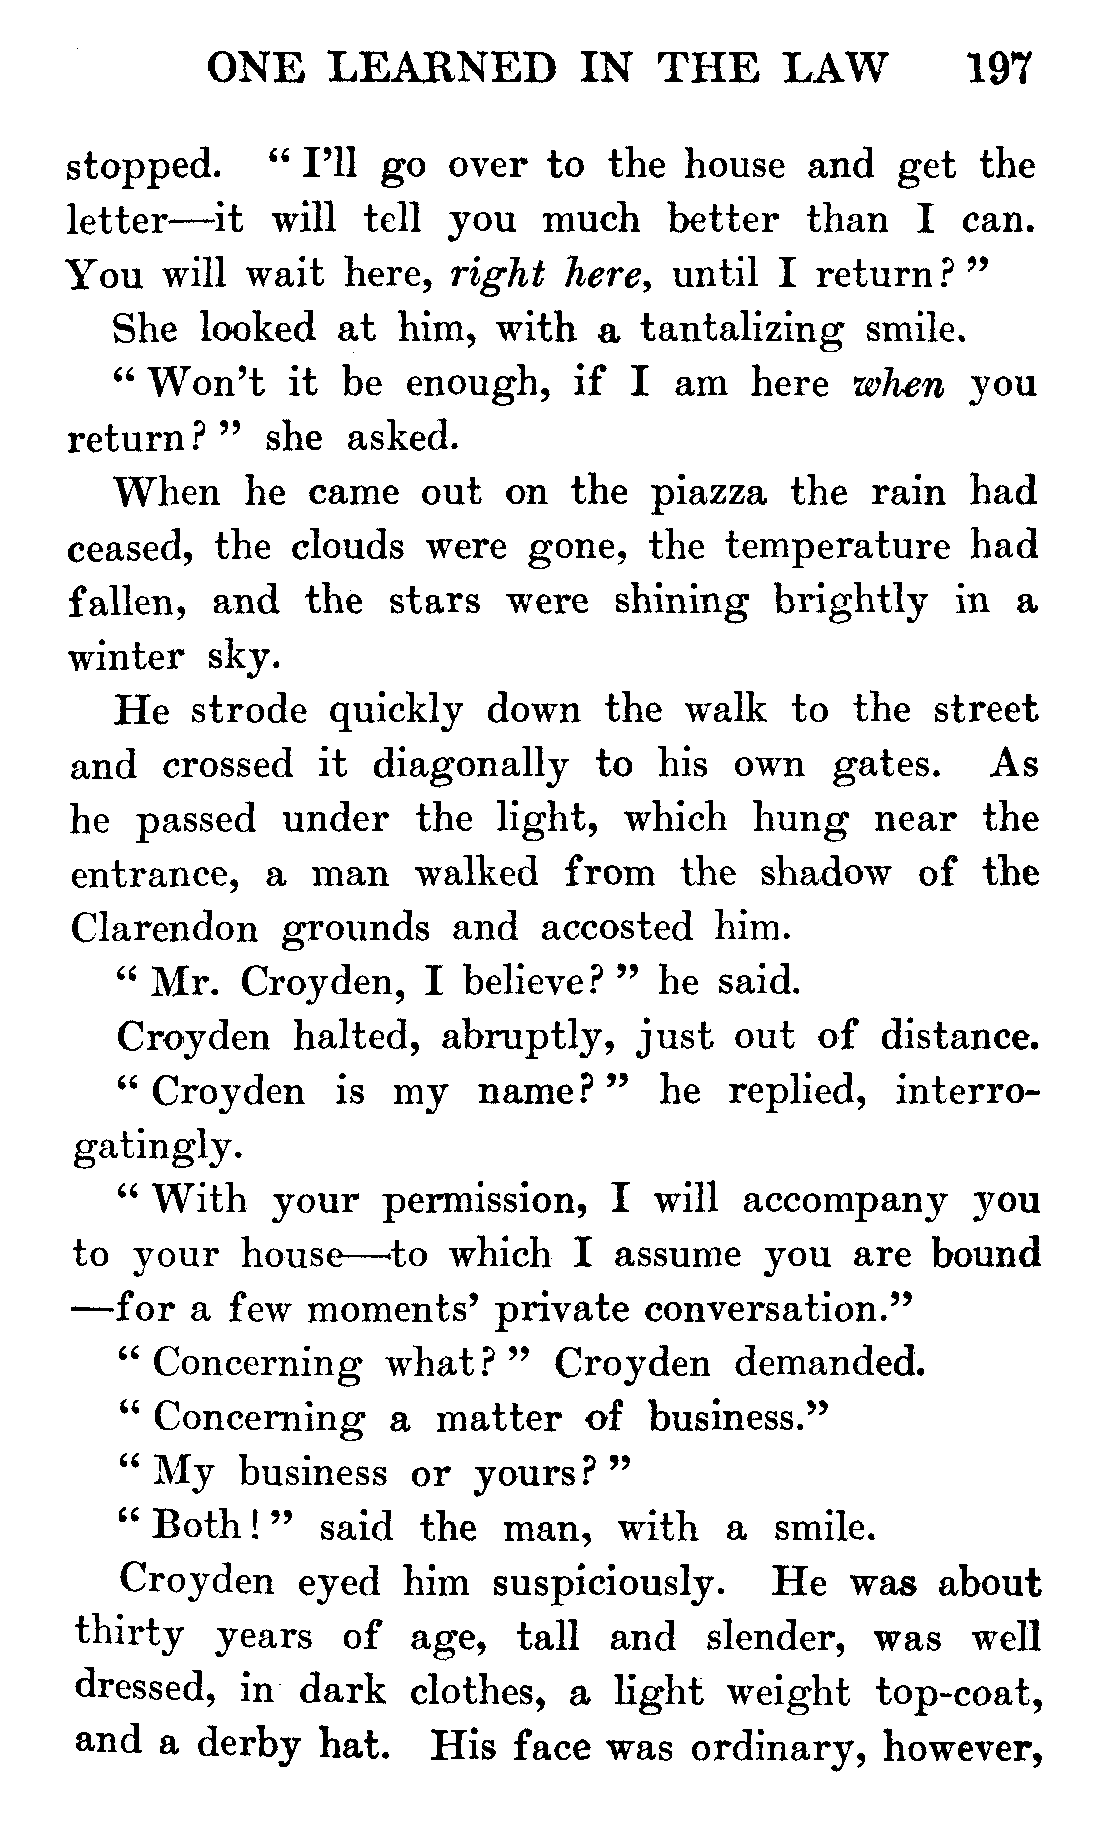 ONE LEARNED IN THE LAW 197
stopped. “ I’ll go over to the house and get the
letter—it will tell you much better than I can.
You will wait here, right here, until I return? ”
She looked at him, with a tantalizing smile.
“ Won’t it be enough, if I am here when you
return? ” she asked.
When he came out on the piazza the rain had
ceased, the clouds were gone, the temperature had
fallen, and the stars were shining brightly in a
winter sky.
He strode quickly down the walk to the street
and crossed it diagonally to his own gates. As
he passed under the light, which hung near the
entrance, a man walked from the shadow of the
Clarendon grounds and accosted him.
“ Mr. Croyden, I believe? ” he said.
Croyden halted, abruptly, just out of distance.
“ Croyden is my name? ” he replied, interro-
gatingly.
“ With your permission, I will accompany you
to your house—to which I assume you are bound
—for a few moments’ private conversation.”
“ Concerning what? ” Croyden demanded.
“ Concerning a matter of business.”
“ My business or yours? ”
“ Both! ” said the man, with a smile.
Croyden eyed him suspiciously. He was about
thirty years of age, tall and slender, was well
dressed, in dark clothes, a light weight top-coat,
and a derby hat. His face was ordinary, however,